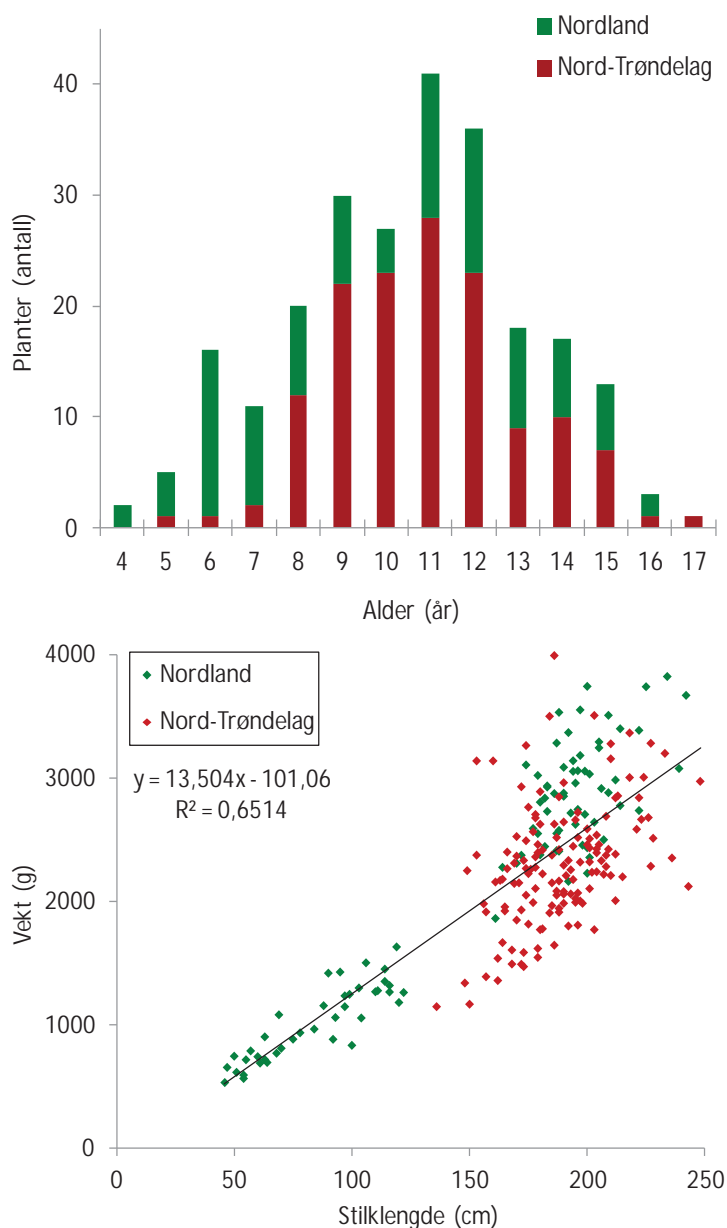 Nordland
Nord-Trøndelag
40
30
20
10
0
Planter (antall)
4 5 6 7 8 9 10 11 12 13 14 15 16 17
Alder (år)
4000
3000
2000
1000
0
Vekt (g)
Nordland
Nord-Trøndelag
y = 13,504x - 101,06
R² = 0,6514
0 50 100 150 200 250
Stilklengde (cm)